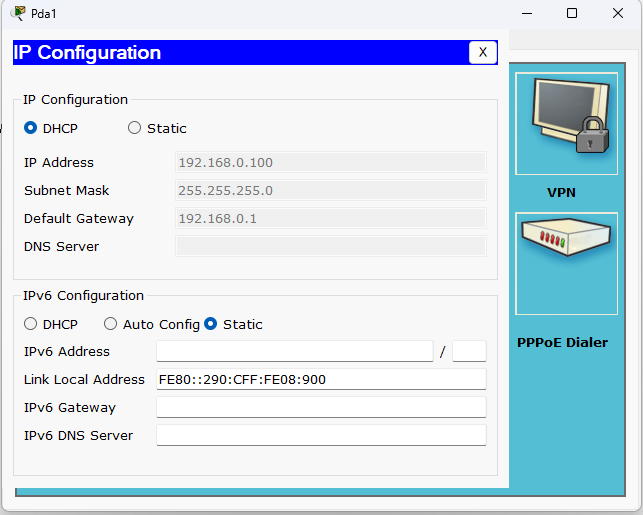 Pda1
IP Configuration
X
IP Configuration
DHCP
Static
IP Address
192.168.0.100
Subnet Mask
255.255.255.0
Default Gateway
192.168.0.1
DNS Server
IPv6 Configuration
DHCP
Auto Config
Static
IPv6 Address
/
Link Local Address
FE80::290:CFF:FE08:900
IPv6 Gateway
IPv6 DNS Server
VPN
PPPoE Dialer